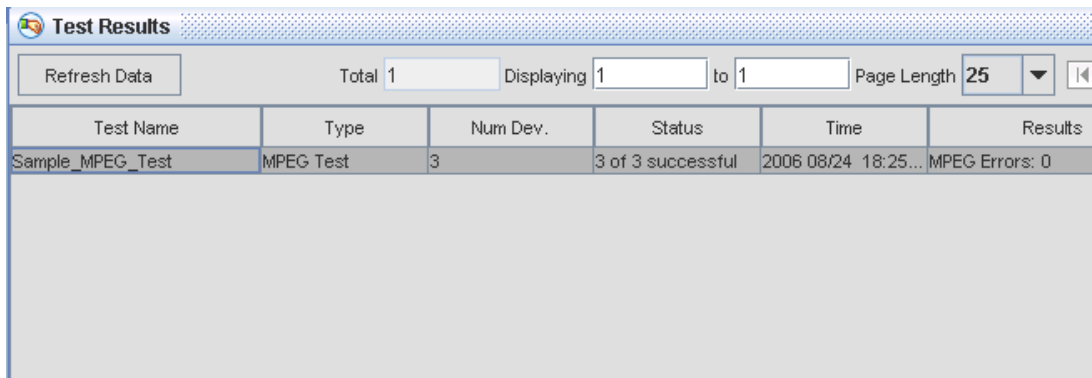 Test Results
Refresh Data Total 1 Displaying 1 to 1 Page Length 25
Test Name Type Num Dev. Status Time Results
Sample_MPEG_Test MPEG Test 3 3 of 3 successful 2006 08/24 18:25... MPEG Errors: 0